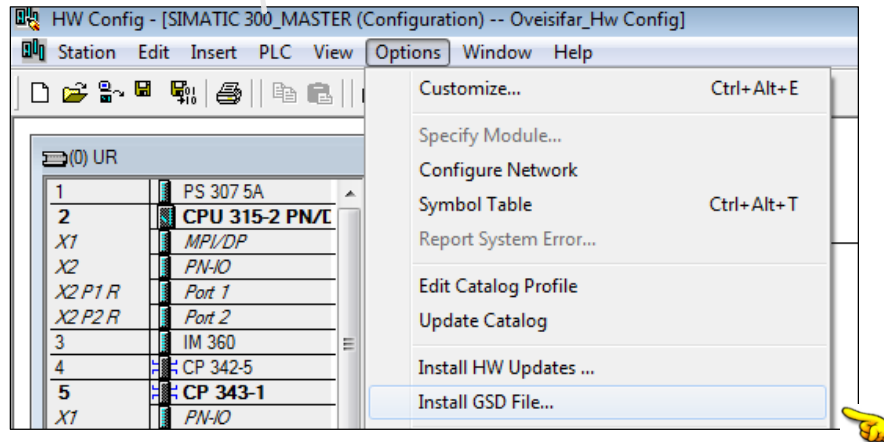 HW Config - [SIMATIC 300_MASTER (Configuration) -- Oveisifar_Hw Config]
Station Edit Insert PLC View Options Window Help
Customize... Ctrl+Alt+E
Specify Module...
Configure Network
Symbol Table Ctrl+Alt+T
Report System Error...
Edit Catalog Profile
Update Catalog
Install HW Updates ...
Install GSD File...
(0) UR
1 PS 307 5A
2 CPU 315-2 PN/D
X1 MPI/DP
X2 PN-IO
X2 P1 R Port 1
X2 P2 R Port 2
3 IM 360
4 CP 342-5
5 CP 343-1
X1 PN-IO